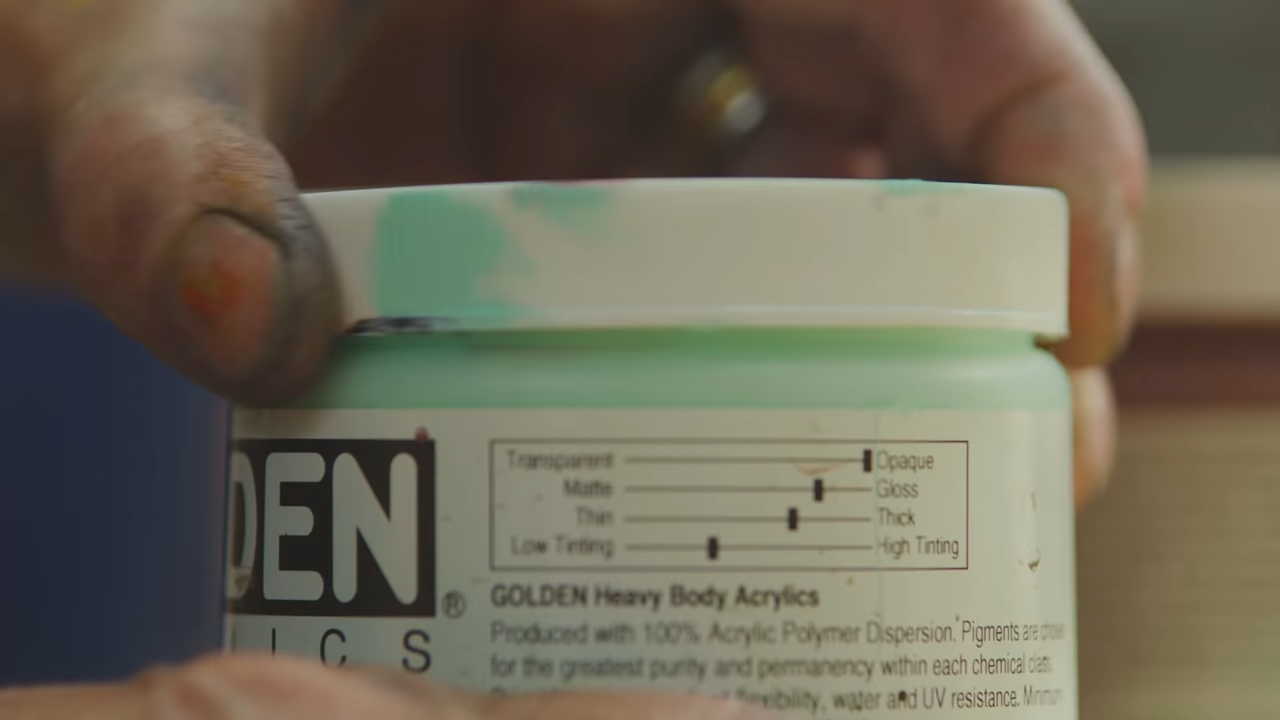 DEN®
ICS
Transparent Opaque
Matte Gloss
Thin Thick
Low Tinting High Tinting
GOLDEN Heavy Body Acrylics
Produced with 100% Acrylic Polymer Dispersion. Pigments are
for the greatest purity and permanency within each chemical class
flexibility, water and UV resistance. Minimum